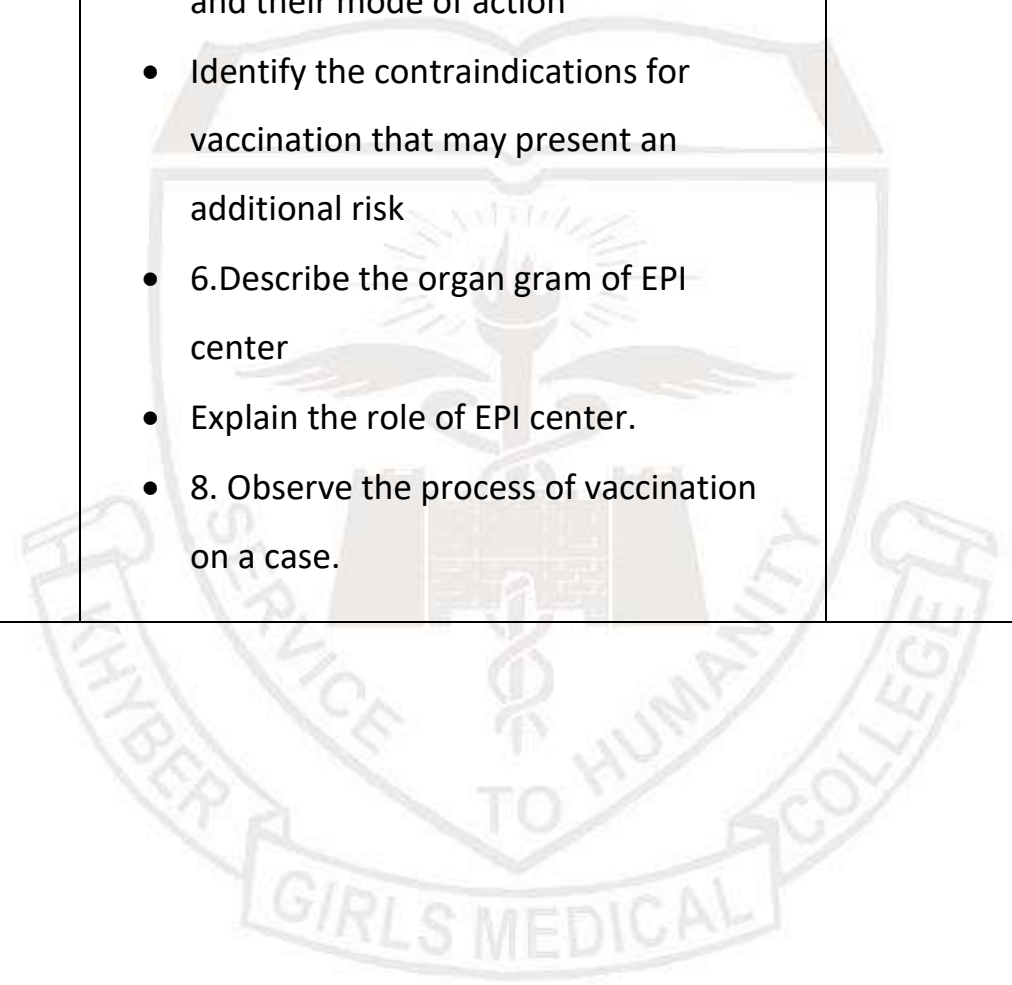 and their mode of action
• Identify the contraindications for
vaccination that may present an
additional risk
• 6.Describe the organ gram of EPI
center
• Explain the role of EPI center.
• 8. Observe the process of vaccination
on a case.
SERVICE TO HUMANITY
KHYBER GIRLS MEDICAL COLLEGE